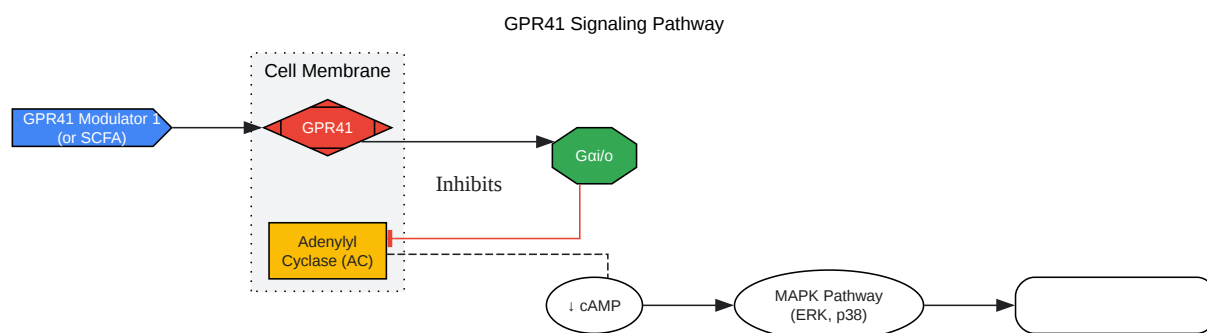 GPR41 Signaling Pathway
Cell Membrane
GPR41 Modulator 1
(or SCFA)
GPR41
Gαi/o
Inhibits
Adenylyl
Cyclase (AC)
↓ cAMP
MAPK Pathway
(ERK, p38)